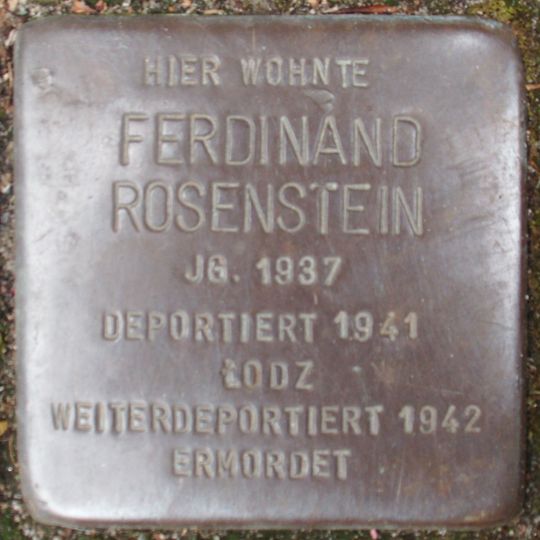 HIER WOHNTE
FERDINAND
ROSENSTEIN
JG. 1937
DEPORTIERT 1941
ŁODZ
WEITERDEPORTIERT 1942
ERMORDET